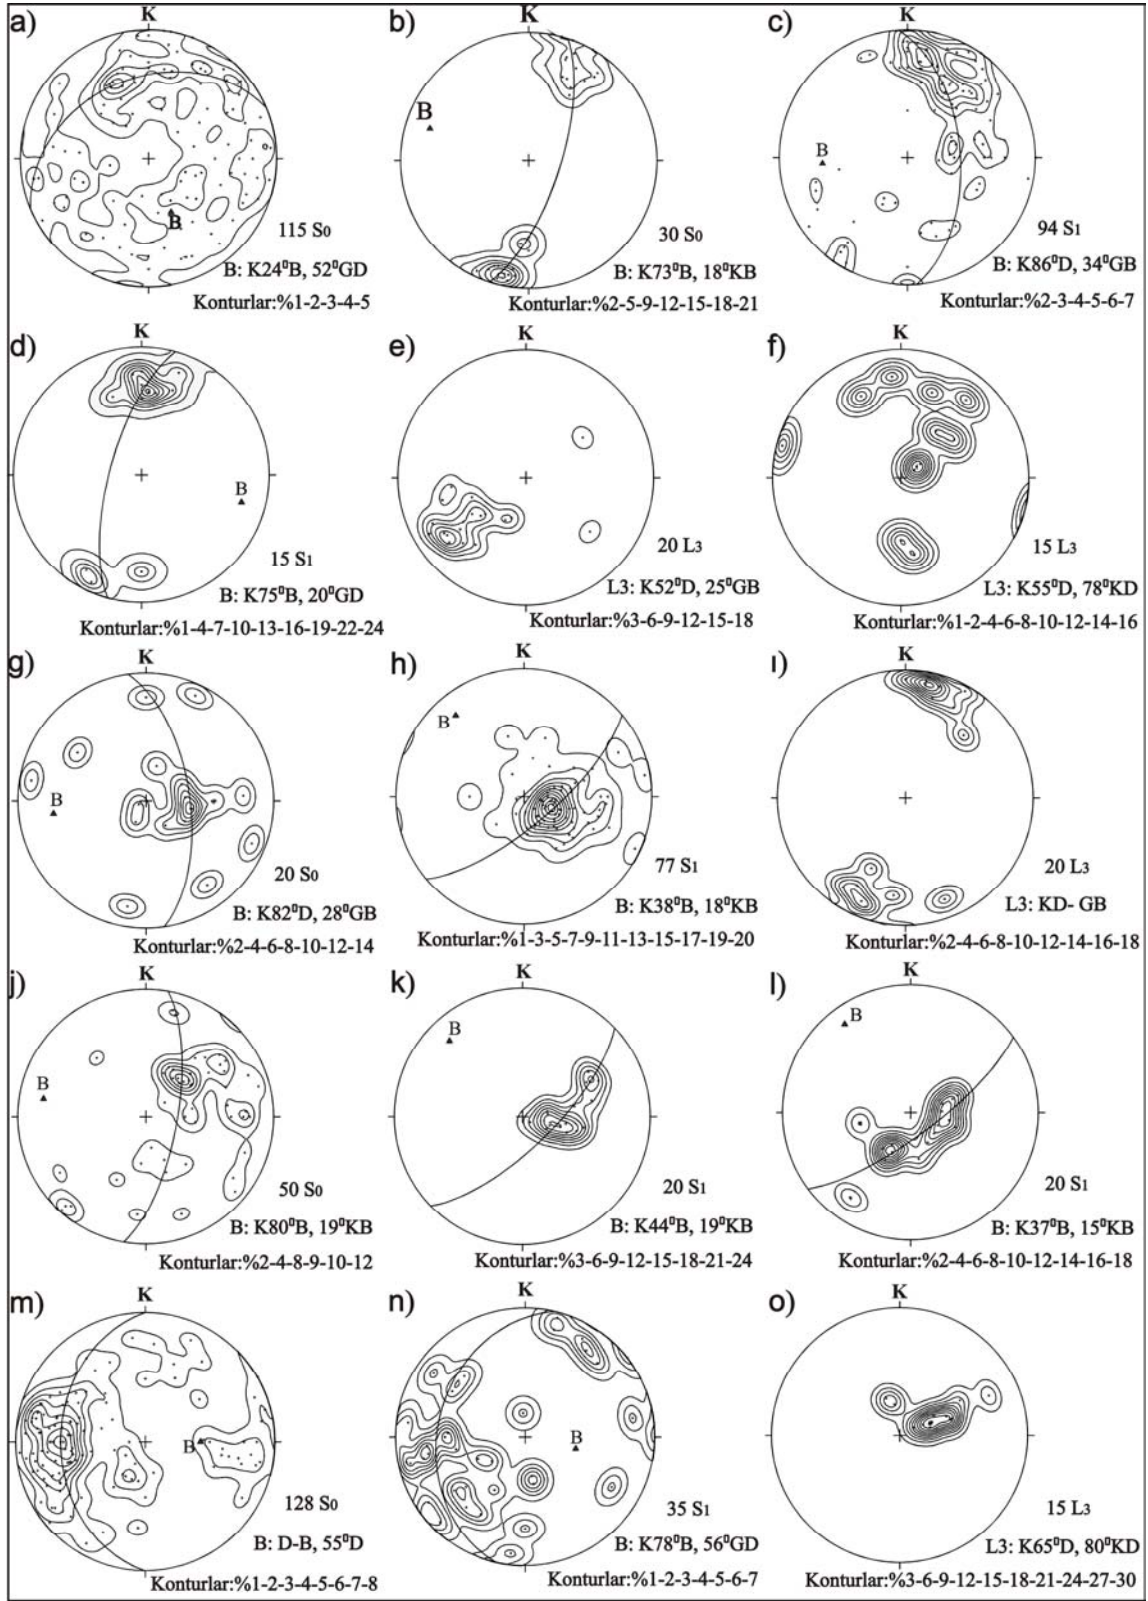 a)
K
B
115 S0
B: K24⁰B, 52⁰GD
Konturlar:%1-2-3-4-5
b)
K
B
30 S0
B: K73⁰B, 18⁰KB
Konturlar:%2-5-9-12-15-18-21
c)
K
B
94 S1
B: K86⁰D, 34⁰GB
Konturlar:%2-3-4-5-6-7
d)
K
B
15 S1
B: K75⁰B, 20⁰GD
Konturlar:%1-4-7-10-13-16-19-22-24
e)
K
20 L3
L3: K52⁰D, 25⁰GB
Konturlar:%3-6-9-12-15-18
f)
K
15 L3
L3: K55⁰D, 78⁰KD
Konturlar:%1-2-4-6-8-10-12-14-16
g)
K
B
20 S0
B: K82⁰D, 28⁰GB
Konturlar:%2-4-6-8-10-12-14
h)
K
B
77 S1
B: K38⁰B, 18⁰KB
Konturlar:%1-3-5-7-9-11-13-15-17-19-20
ı)
K
20 L3
L3: KD- GB
Konturlar:%2-4-6-8-10-12-14-16-18
j)
K
B
50 S0
B: K80⁰B, 19⁰KB
Konturlar:%2-4-8-9-10-12
k)
K
B
20 S1
B: K44⁰B, 19⁰KB
Konturlar:%3-6-9-12-15-18-21-24
l)
K
B
20 S1
B: K37⁰B, 15⁰KB
Konturlar:%2-4-6-8-10-12-14-16-18
m)
K
B
128 S0
B: D-B, 55⁰D
Konturlar:%1-2-3-4-5-6-7-8
n)
K
B
35 S1
B: K78⁰B, 56⁰GD
Konturlar:%1-2-3-4-5-6-7
o)
K
15 L3
L3: K65⁰D, 80⁰KD
Konturlar:%3-6-9-12-15-18-21-24-27-30